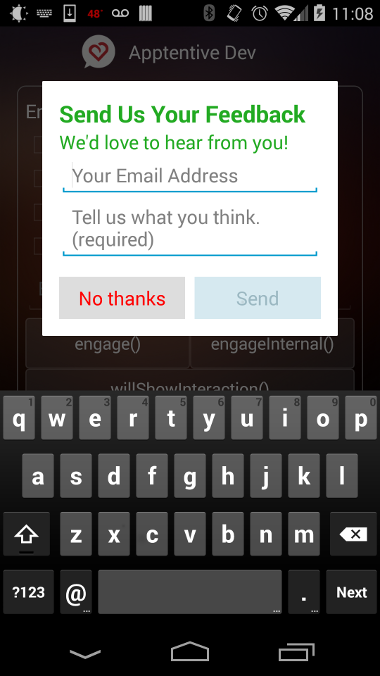 48°
11:08
Apptentive Dev
En
Send Us Your Feedback
We'd love to hear from you!
Your Email Address
Tell us what you think.
(required)
No thanks
Send
engage()
engageInternal()
willShowInteraction()
1 2 3 4 5 6 7 8 9 0
q w e r t y u i o p
a s d f g h j k l
z x c v b n m
?123 @ ... ... . ... Next